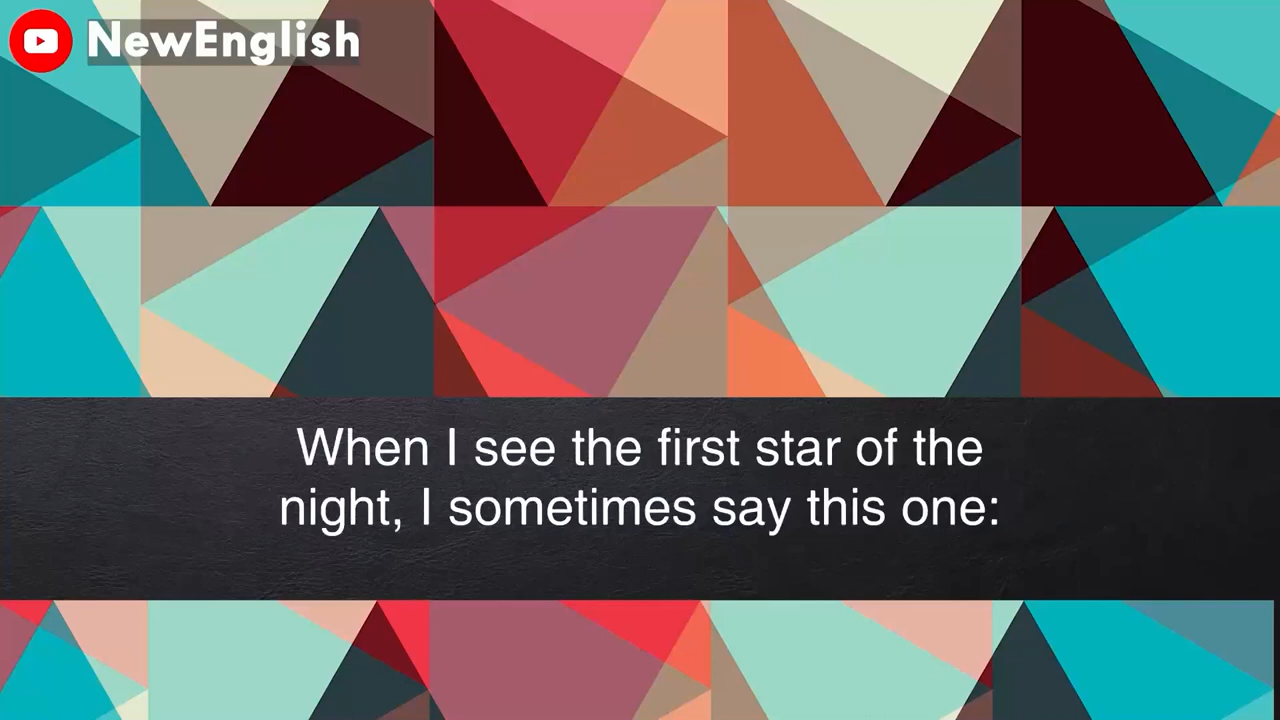 NewEnglish
When I see the first star of the
night, I sometimes say this one: